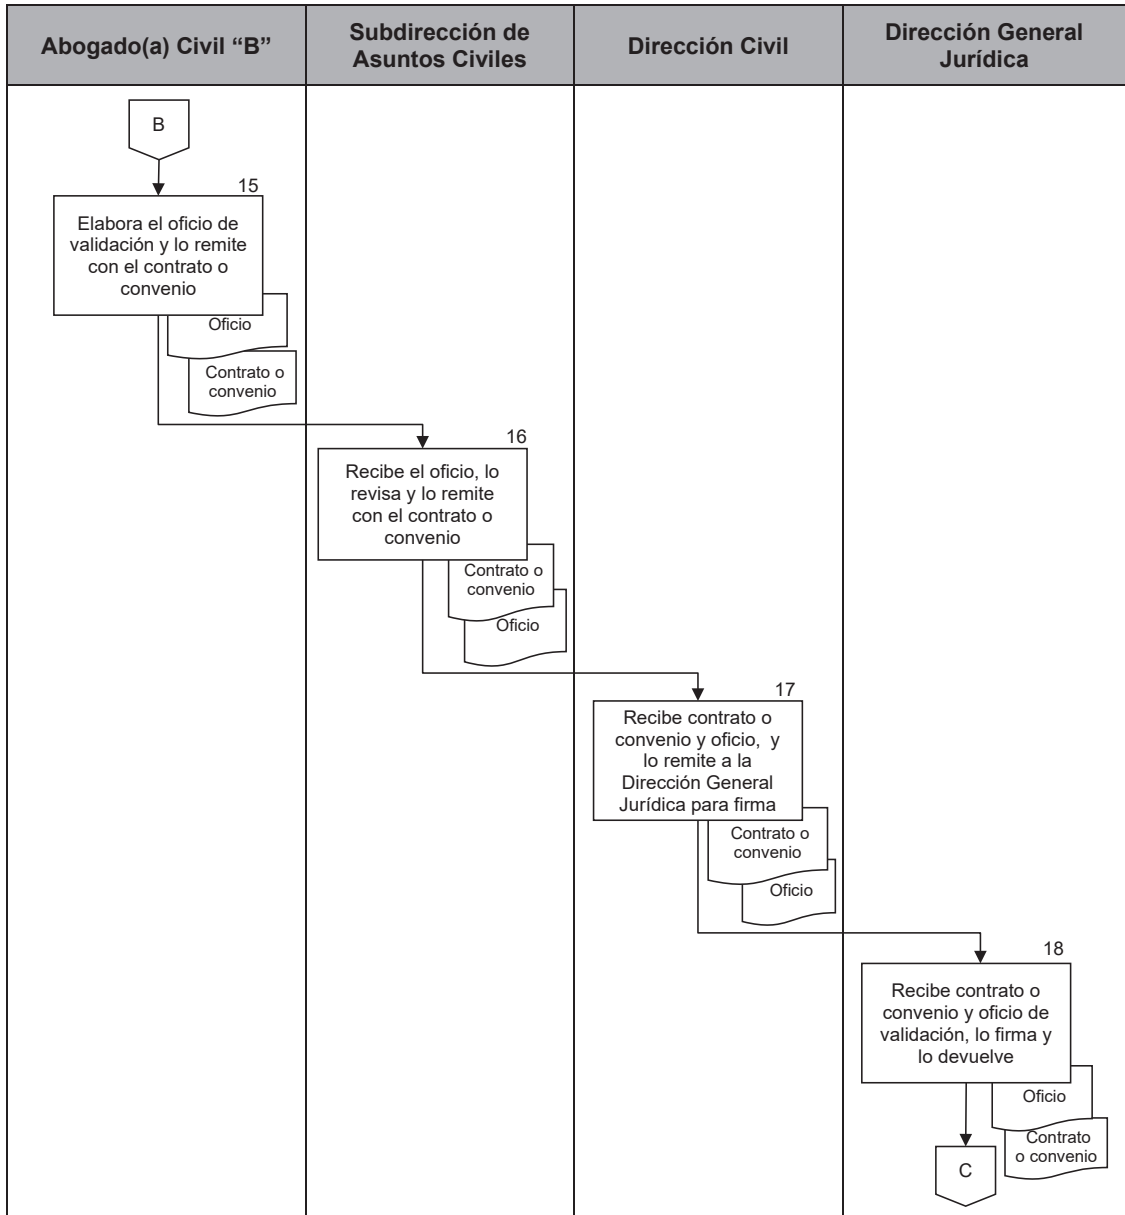 Abogado(a) Civil “B”
Subdirección de
Asuntos Civiles
Dirección Civil
Dirección General
Jurídica
B
15
Elabora el oficio de
validación y lo remite
con el contrato o
convenio
Oficio
Contrato o
convenio
16
Recibe el oficio, lo
revisa y lo remite
con el contrato o
convenio
Contrato o
convenio
Oficio
17
Recibe contrato o
convenio y oficio, y
lo remite a la
Dirección General
Jurídica para firma
Contrato o
convenio
Oficio
18
Recibe contrato o
convenio y oficio de
validación, lo firma y
lo devuelve
Oficio
Contrato
o convenio
C